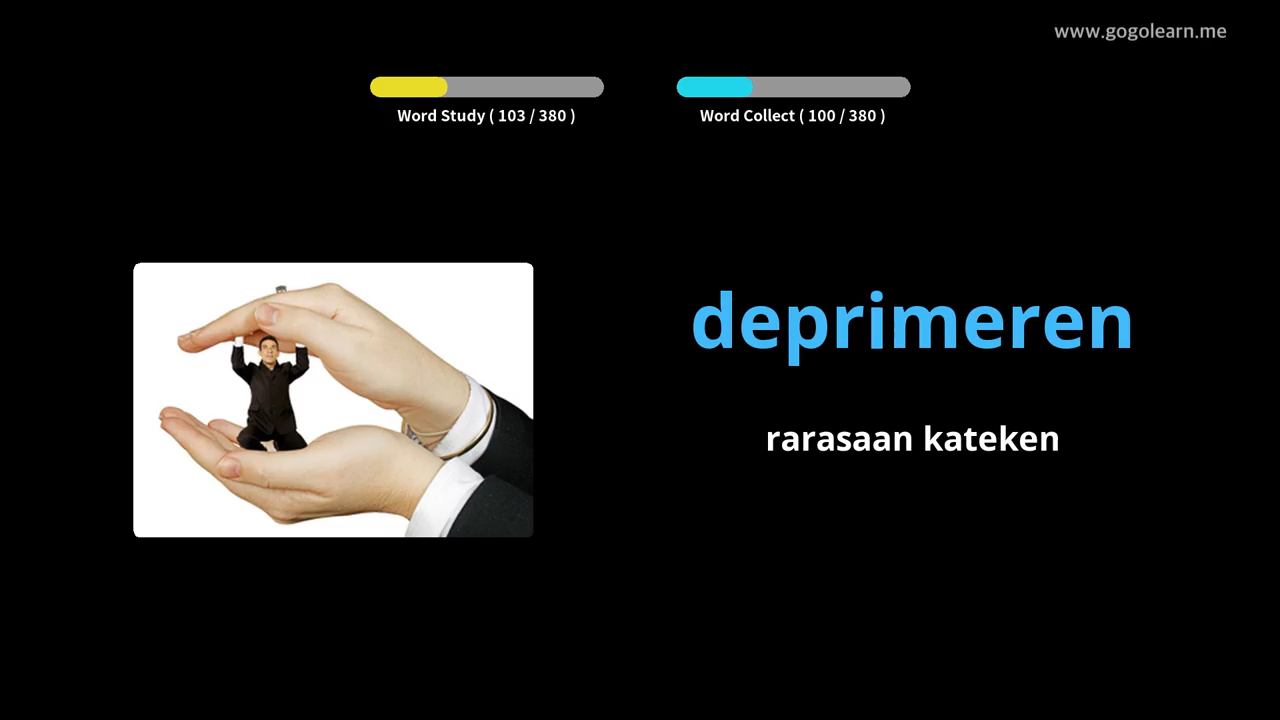 www.gogolearn.me
Word Study ( 103 / 380 )
Word Collect ( 100 / 380 )
deprimeren
rarasaan kateken